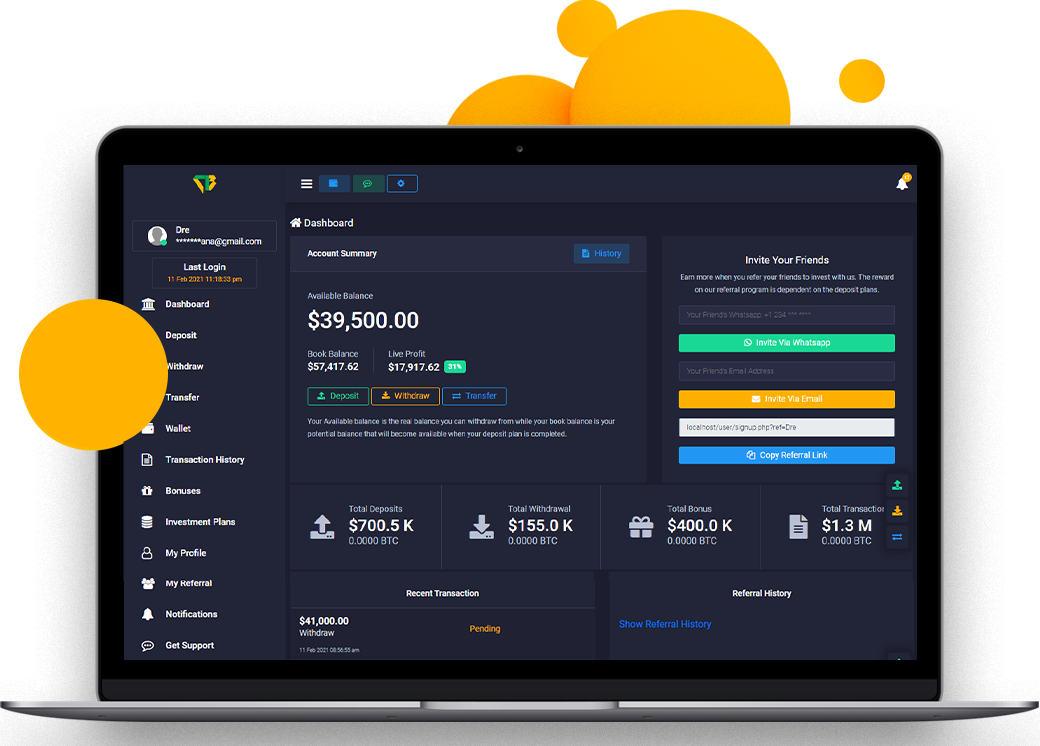 Dre
*******ana@gmail.com
Last Login
11 Feb 2021 11:18:33 pm
Dashboard
Deposit
Withdraw
Transfer
Wallet
Transaction History
Bonuses
Investment Plans
My Profile
My Referral
Notifications
Get Support
Dashboard
Account Summary
History
Available Balance
$39,500.00
Book Balance
$57,417.62
Live Profit
$17,917.62 31%
Deposit
Withdraw
Transfer
Your Available balance is the real balance you can withdraw from while your book balance is your
potential balance that will become available when your deposit plan is completed.
Invite Your Friends
Earn more when you refer your friends to invest with us. The reward
on our referral program is dependent on the deposit plans.
Your Friend's Whatsapp: +1 234 *** ****
Invite Via Whatsapp
Your Friend's Email Address
Invite Via Email
localhost/user/signup.php?ref=Dre
Copy Referral Link
Total Deposits
$700.5 K
0.0000 BTC
Total Withdrawal
$155.0 K
0.0000 BTC
Total Bonus
$400.0 K
0.0000 BTC
Total Transaction
$1.3 M
0.0000 BTC
Recent Transaction
$41,000.00
Withdraw
Pending
11 Feb 2021 08:56:55 am
Referral History
Show Referral History